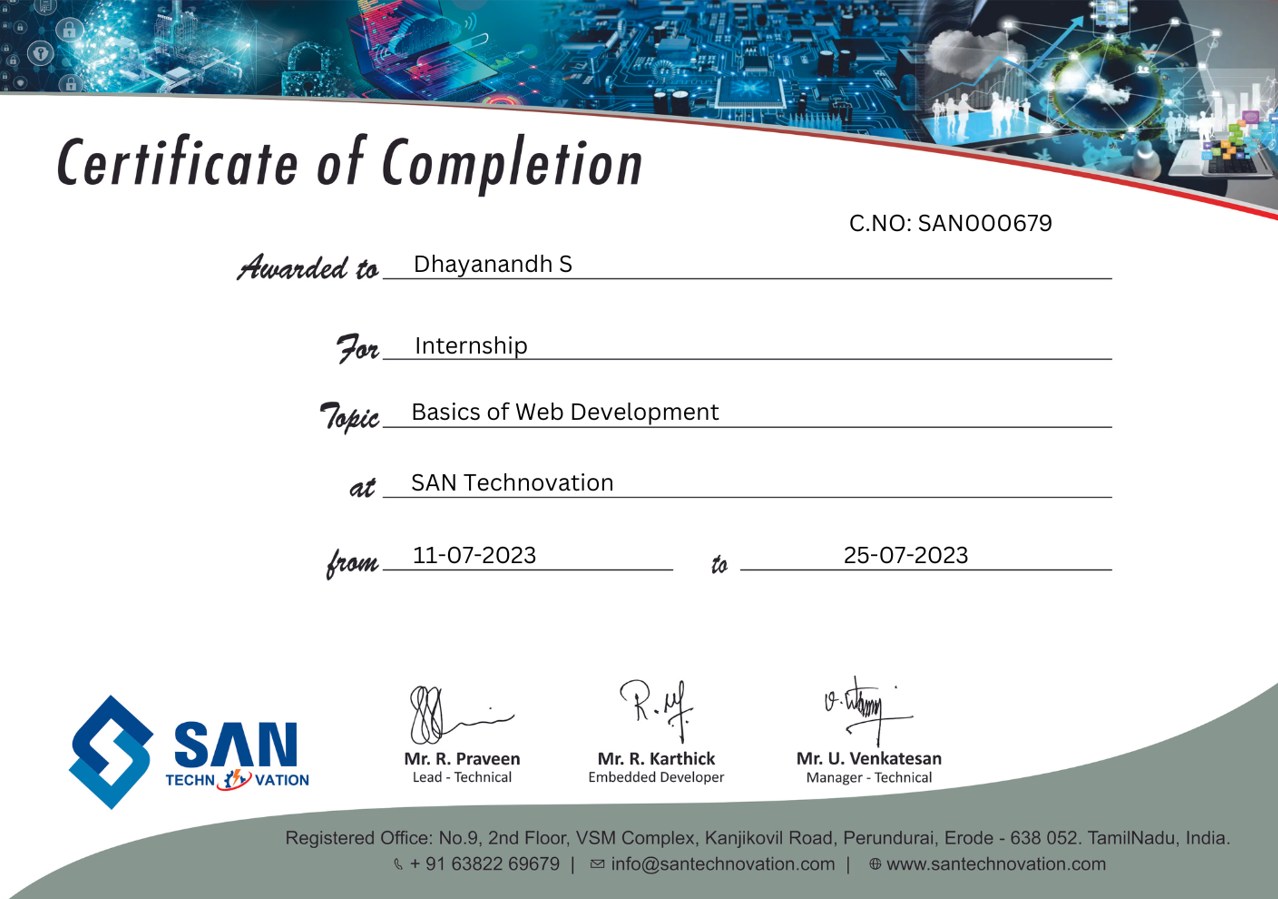 Certificate of Completion
C.NO: SAN000679
Awarded to Dhayanandh S
For Internship
Topic Basics of Web Development
at SAN Technovation
from 11-07-2023 to 25-07-2023
SAN
TECHN VATION
Mr. R. Praveen
Lead - Technical
Mr. R. Karthick
Embedded Developer
Mr. U. Venkatesan
Manager - Technical
Registered Office: No.9, 2nd Floor, VSM Complex, Kanjikovil Road, Perundurai, Erode - 638 052. TamilNadu, India.
+ 91 63822 69679 | info@santechnovation.com | www.santechnovation.com